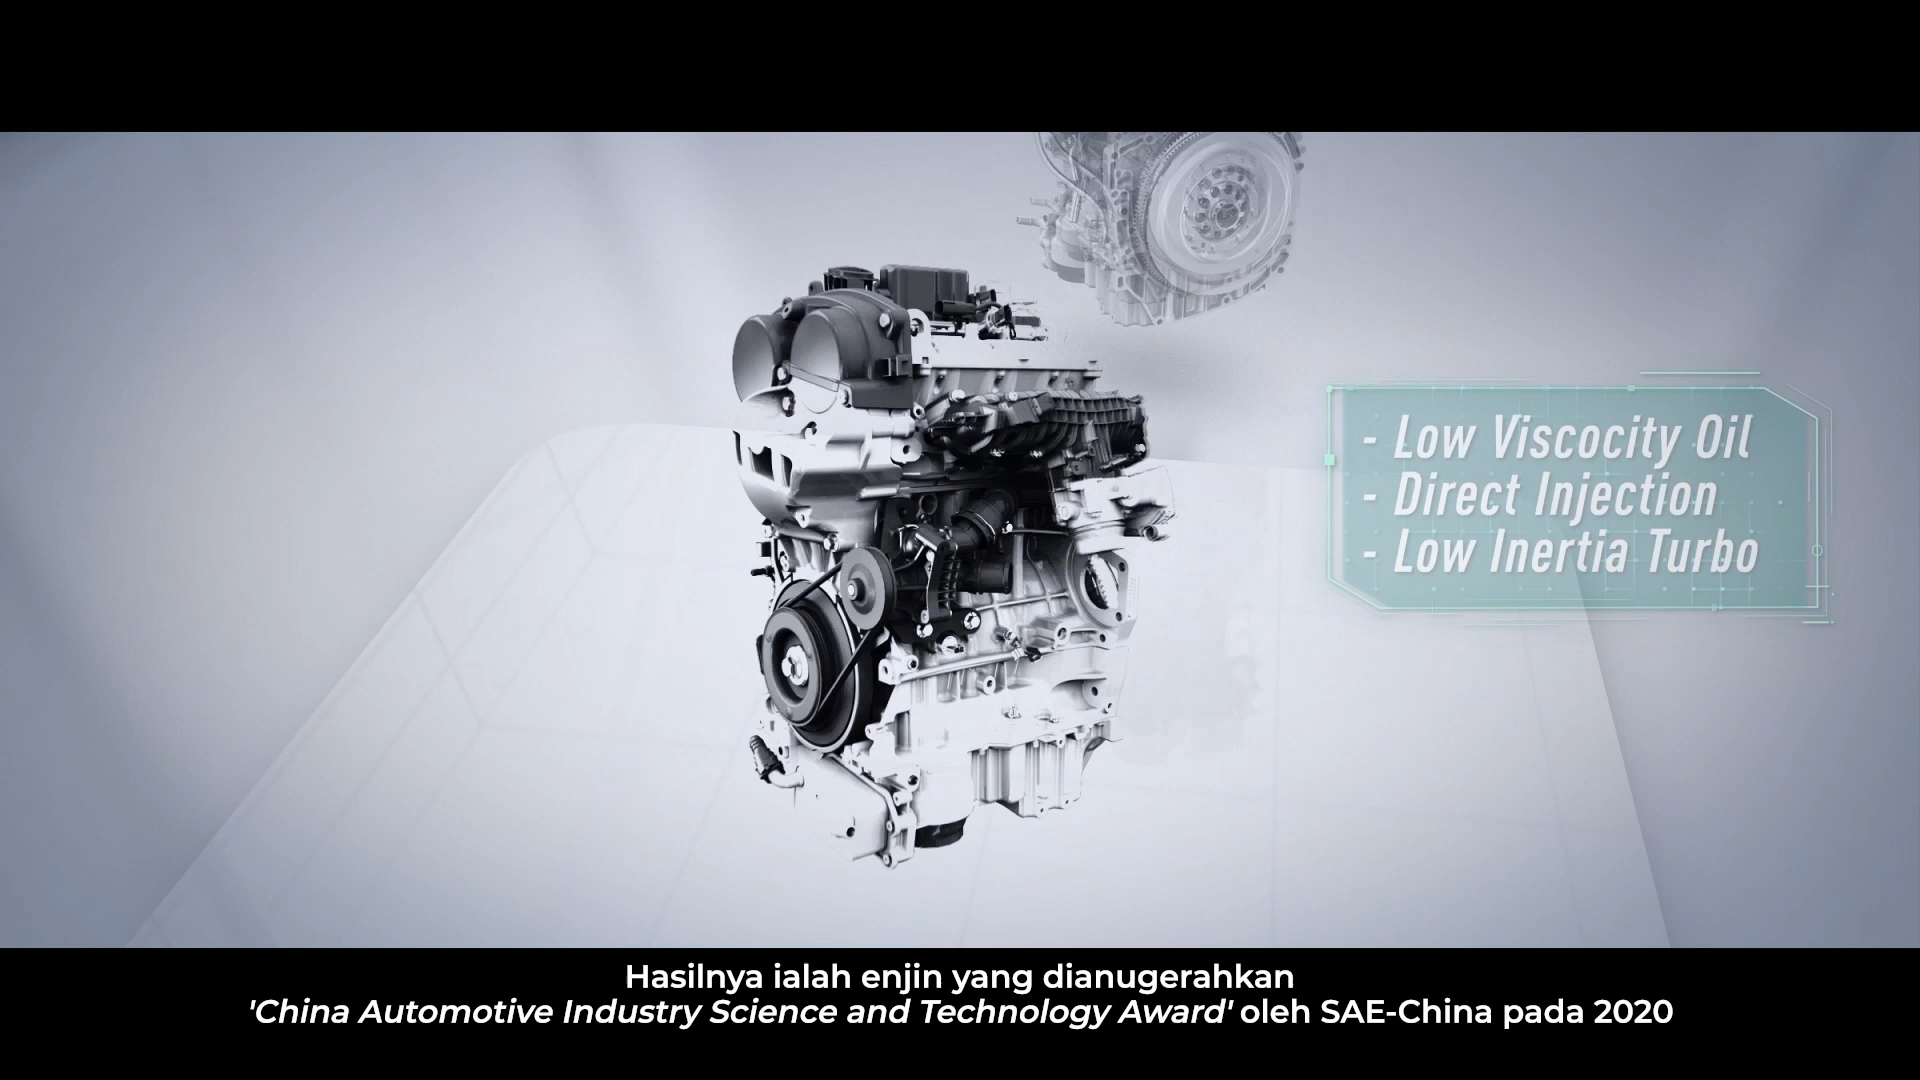 - Low Viscocity Oil
- Direct Injection
- Low Inertia Turbo
Hasilnya ialah enjin yang dianugerahkan
'China Automotive Industry Science and Technology Award' oleh SAE-China pada 2020